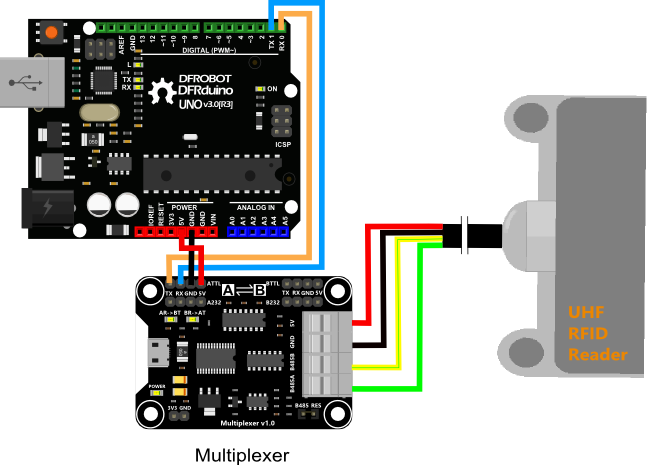 AREF
GND
13
12
~11
~10
~9
8
7
~6
~5
4
~3
2
TX 1
RX 0
DIGITAL (PWM~)
L
TX
RX
DFROBOT
DFRduino
UNO v3.0[R3]
ON
ICSP
POWER
ANALOG IN
IOREF
RESET
3V3
5V
GND
GND
VIN
A0
A1
A2
A3
A4
A5
TX RX GND 5V
ATTL
A232
A⇌B
BTTL
TX RX GND 5V
B232
AR->BT
BR->AT
5V
GND
B485B
B485A
POWER
3V3 GND
B485 RES
Multiplexer v1.0
UHF
RFID
Reader
Multiplexer